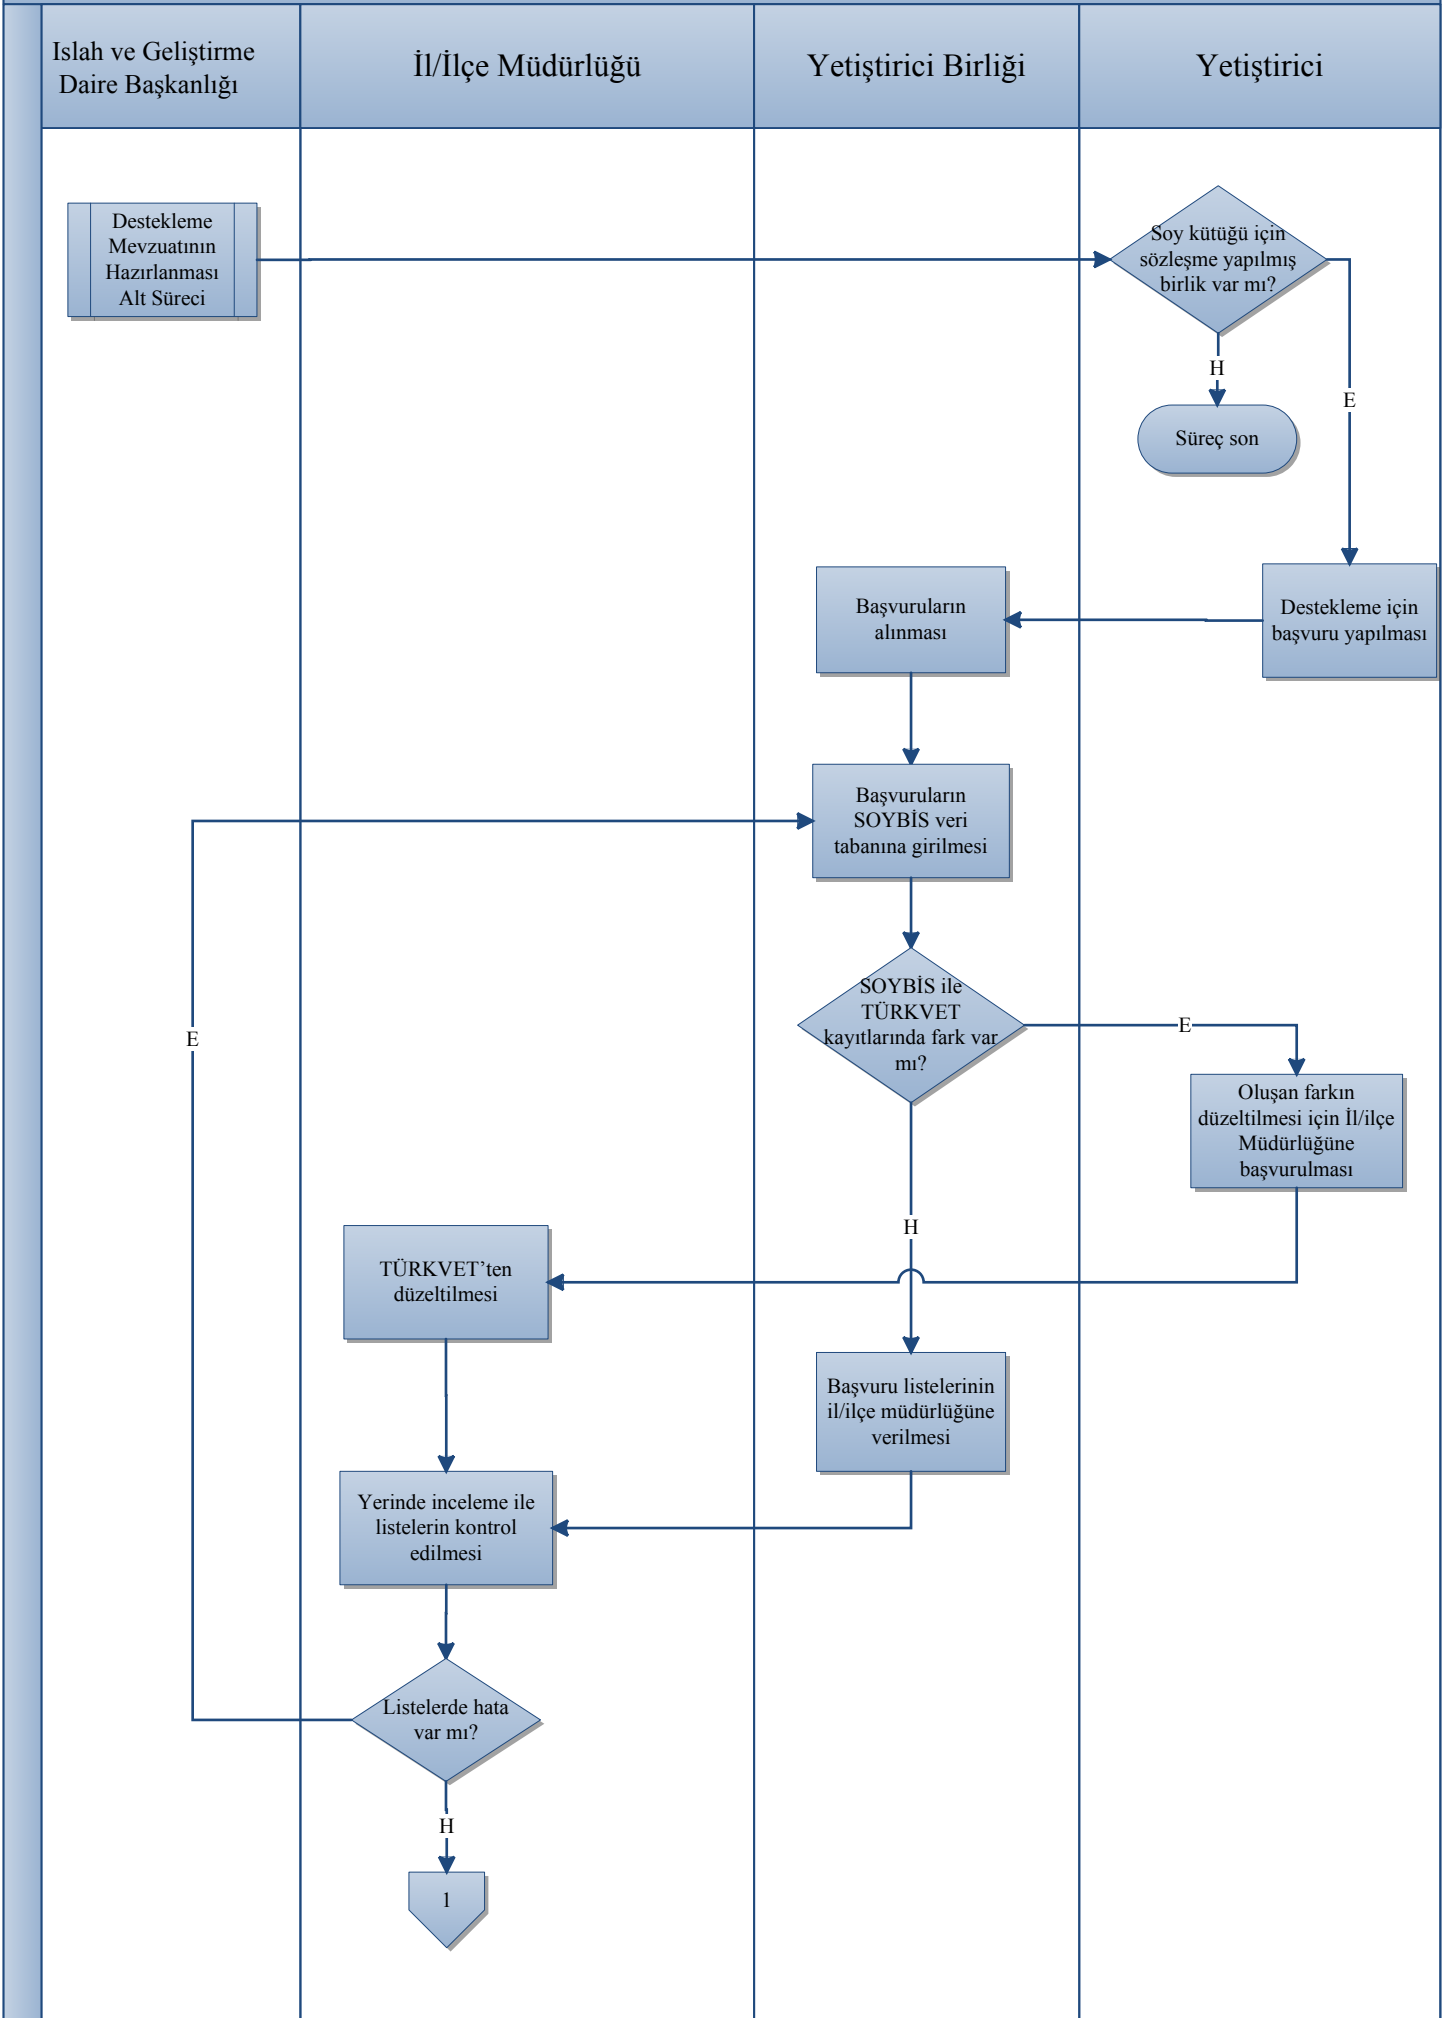 Islah ve Geliştirme
Daire Başkanlığı
İl/İlçe Müdürlüğü
Yetiştirici Birliği
Yetiştirici
Destekleme
Mevzuatının
Hazırlanması
Alt Süreci
Soy kütüğü için
sözleşme yapılmış
birlik var mı?
H
E
Süreç son
Destekleme için
başvuru yapılması
Başvuruların
alınması
Başvuruların
SOYBİS veri
tabanına girilmesi
SOYBİS ile
TÜRKVET
kayıtlarında fark var
mı?
E
E
Oluşan farkın
düzeltilmesi için İl/ilçe
Müdürlüğüne
başvurulması
H
TÜRKVET’ten
düzeltilmesi
Başvuru listelerinin
il/ilçe müdürlüğüne
verilmesi
Yerinde inceleme ile
listelerin kontrol
edilmesi
Listelerde hata
var mı?
H
1